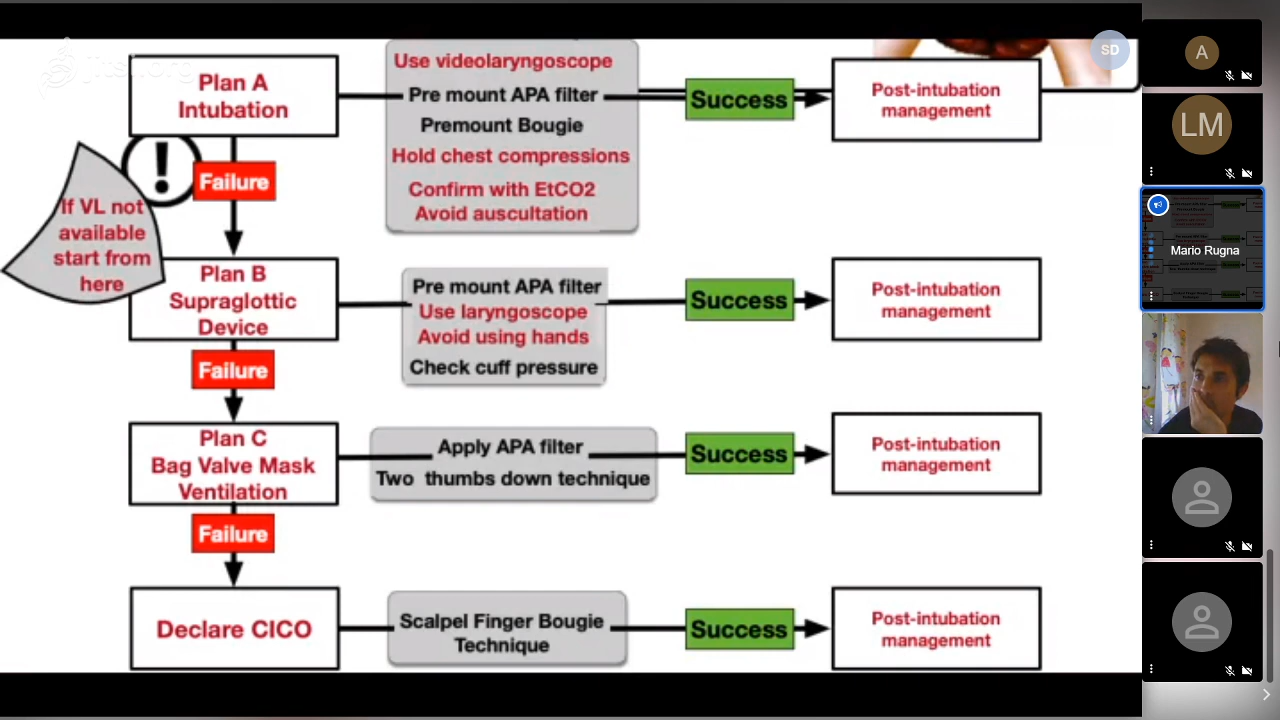 jitsi.org
SD
A
LM
Mario Rugna
Plan A
Intubation
Use videolaryngoscope
Pre mount APA filter
Premount Bougie
Hold chest compressions
Confirm with EtCO2
Avoid auscultation
Success
Post-intubation
management
!
Failure
If VL not
available
start from
here
Plan B
Supraglottic
Device
Pre mount APA filter
Use laryngoscope
Avoid using hands
Check cuff pressure
Success
Post-intubation
management
Failure
Plan C
Bag Valve Mask
Ventilation
Apply APA filter
Two thumbs down technique
Success
Post-intubation
management
Failure
Declare CICO
Scalpel Finger Bougie
Technique
Success
Post-intubation
management